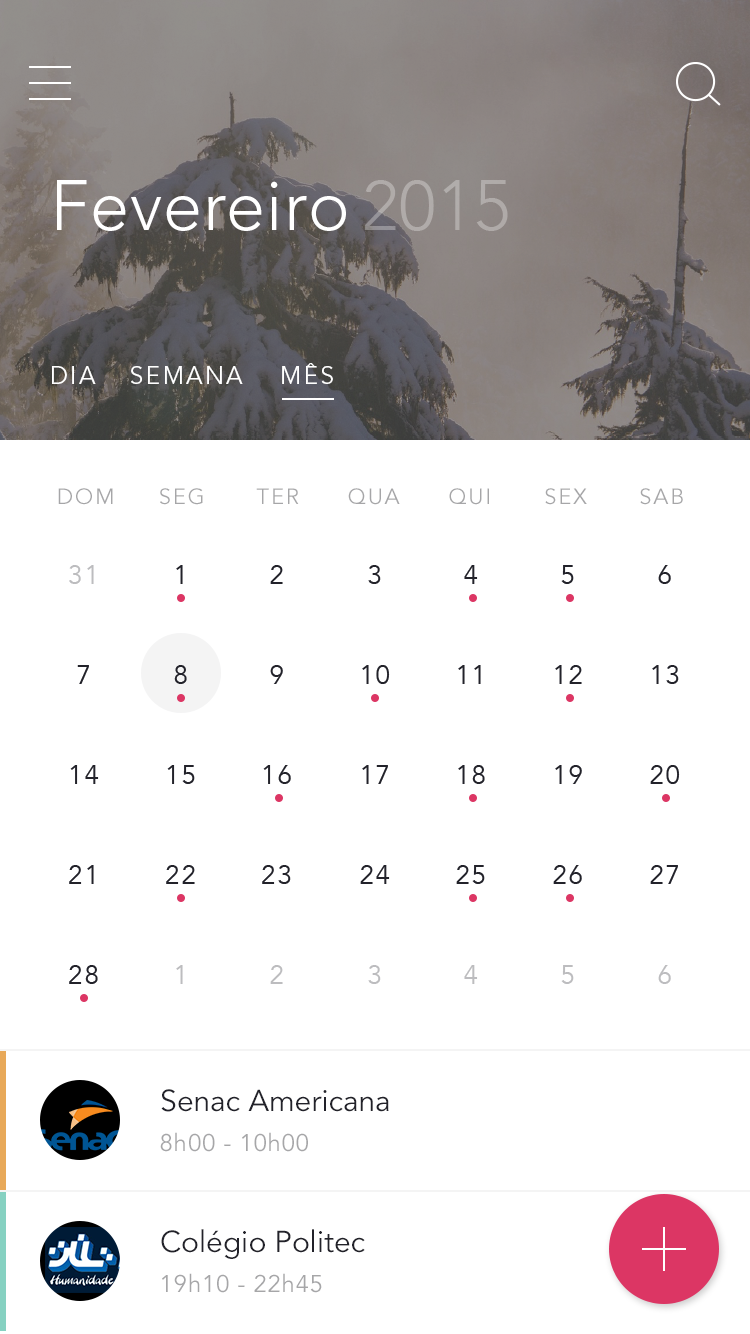 Fevereiro 2015
DIA SEMANA MÊS
DOM SEG TER QUA QUI SEX SAB
31 1 2 3 4 5 6
7 8 9 10 11 12 13
14 15 16 17 18 19 20
21 22 23 24 25 26 27
28 1 2 3 4 5 6
Senac Americana
senac
8h00 - 10h00
Colégio Politec
Humanidade
19h10 - 22h45